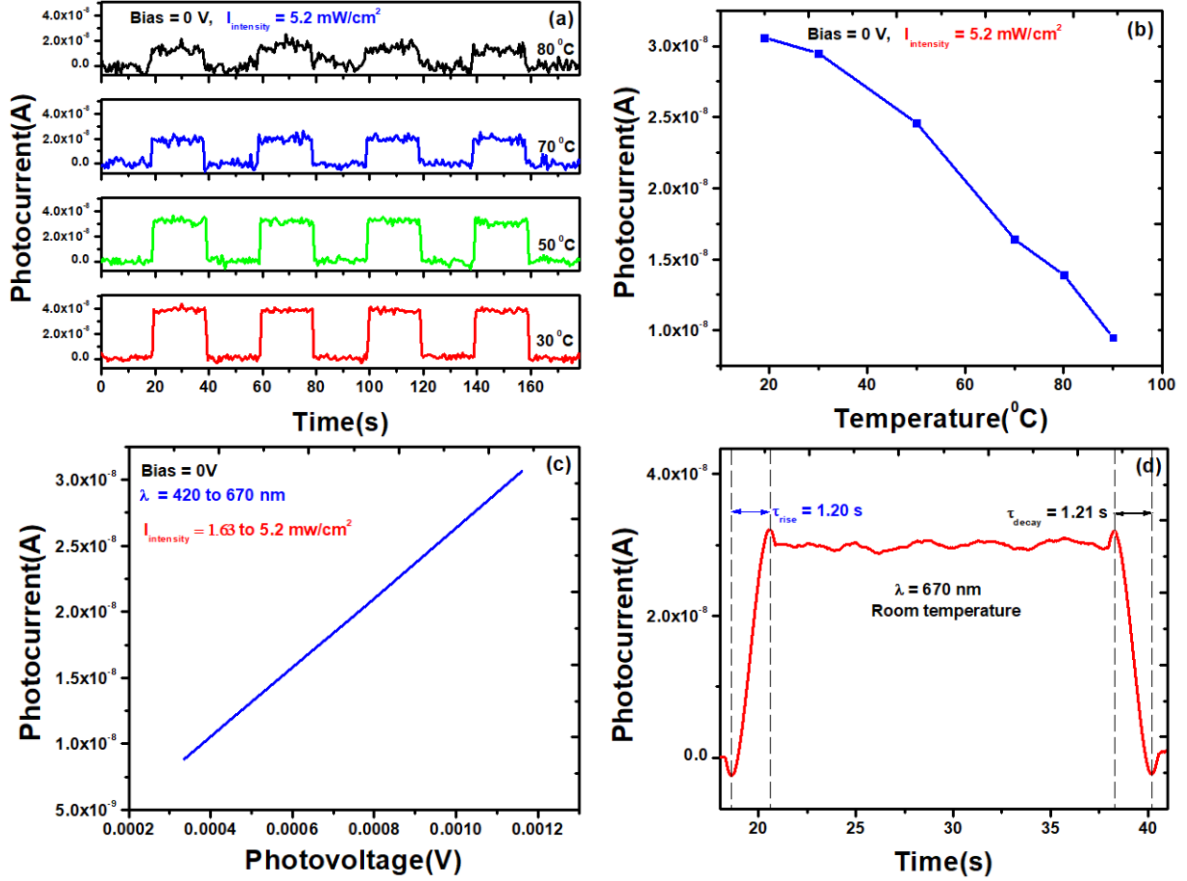 Bias = 0 V, I_intensity = 5.2 mW/cm²
(a)
Photocurrent(A)
4.0x10⁻⁸
2.0x10⁻⁸
0.0
80 ⁰C
4.0x10⁻⁸
2.0x10⁻⁸
0.0
70 ⁰C
4.0x10⁻⁸
2.0x10⁻⁸
0.0
50 ⁰C
4.0x10⁻⁸
2.0x10⁻⁸
0.0
30 ⁰C
0 20 40 60 80 100 120 140 160
Time(s)
Bias = 0 V, I_intensity = 5.2 mW/cm²
(b)
Photocurrent(A)
3.0x10⁻⁸
2.5x10⁻⁸
2.0x10⁻⁸
1.5x10⁻⁸
1.0x10⁻⁸
20 40 60 80 100
Temperature(⁰C)
Bias = 0V
(c)
λ = 420 to 670 nm
I_intensity = 1.63 to 5.2 mw/cm²
Photocurrent(A)
3.0x10⁻⁸
2.5x10⁻⁸
2.0x10⁻⁸
1.5x10⁻⁸
1.0x10⁻⁸
5.0x10⁻⁹
0.0002 0.0004 0.0006 0.0008 0.0010 0.0012
Photovoltage(V)
(d)
τ_rise = 1.20 s
τ_decay = 1.21 s
λ = 670 nm
Room temperature
Photocurrent(A)
4.0x10⁻⁸
2.0x10⁻⁸
0.0
20 25 30 35 40
Time(s)